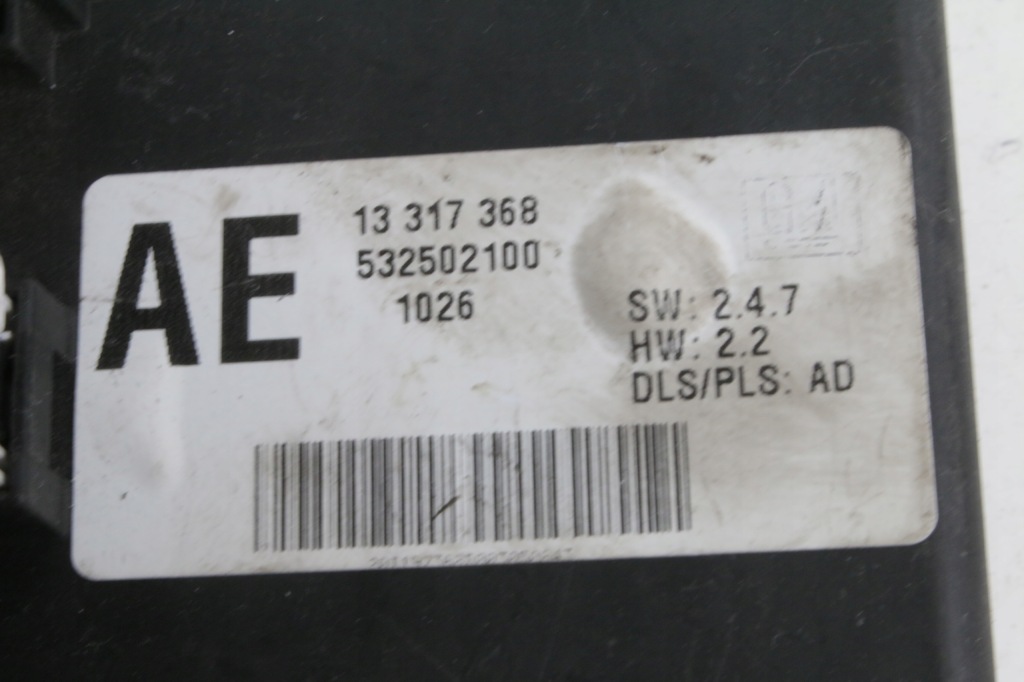 AE
13 317 368
532502100
1026
SW: 2.4.7
HW: 2.2
DLS/PLS: AD